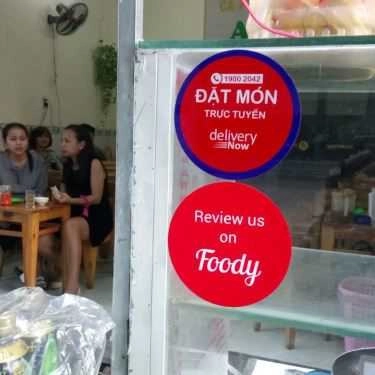 1900 2042
ĐẶT MÓN
TRỰC TUYẾN
delivery
Now
Review us
on
Foody